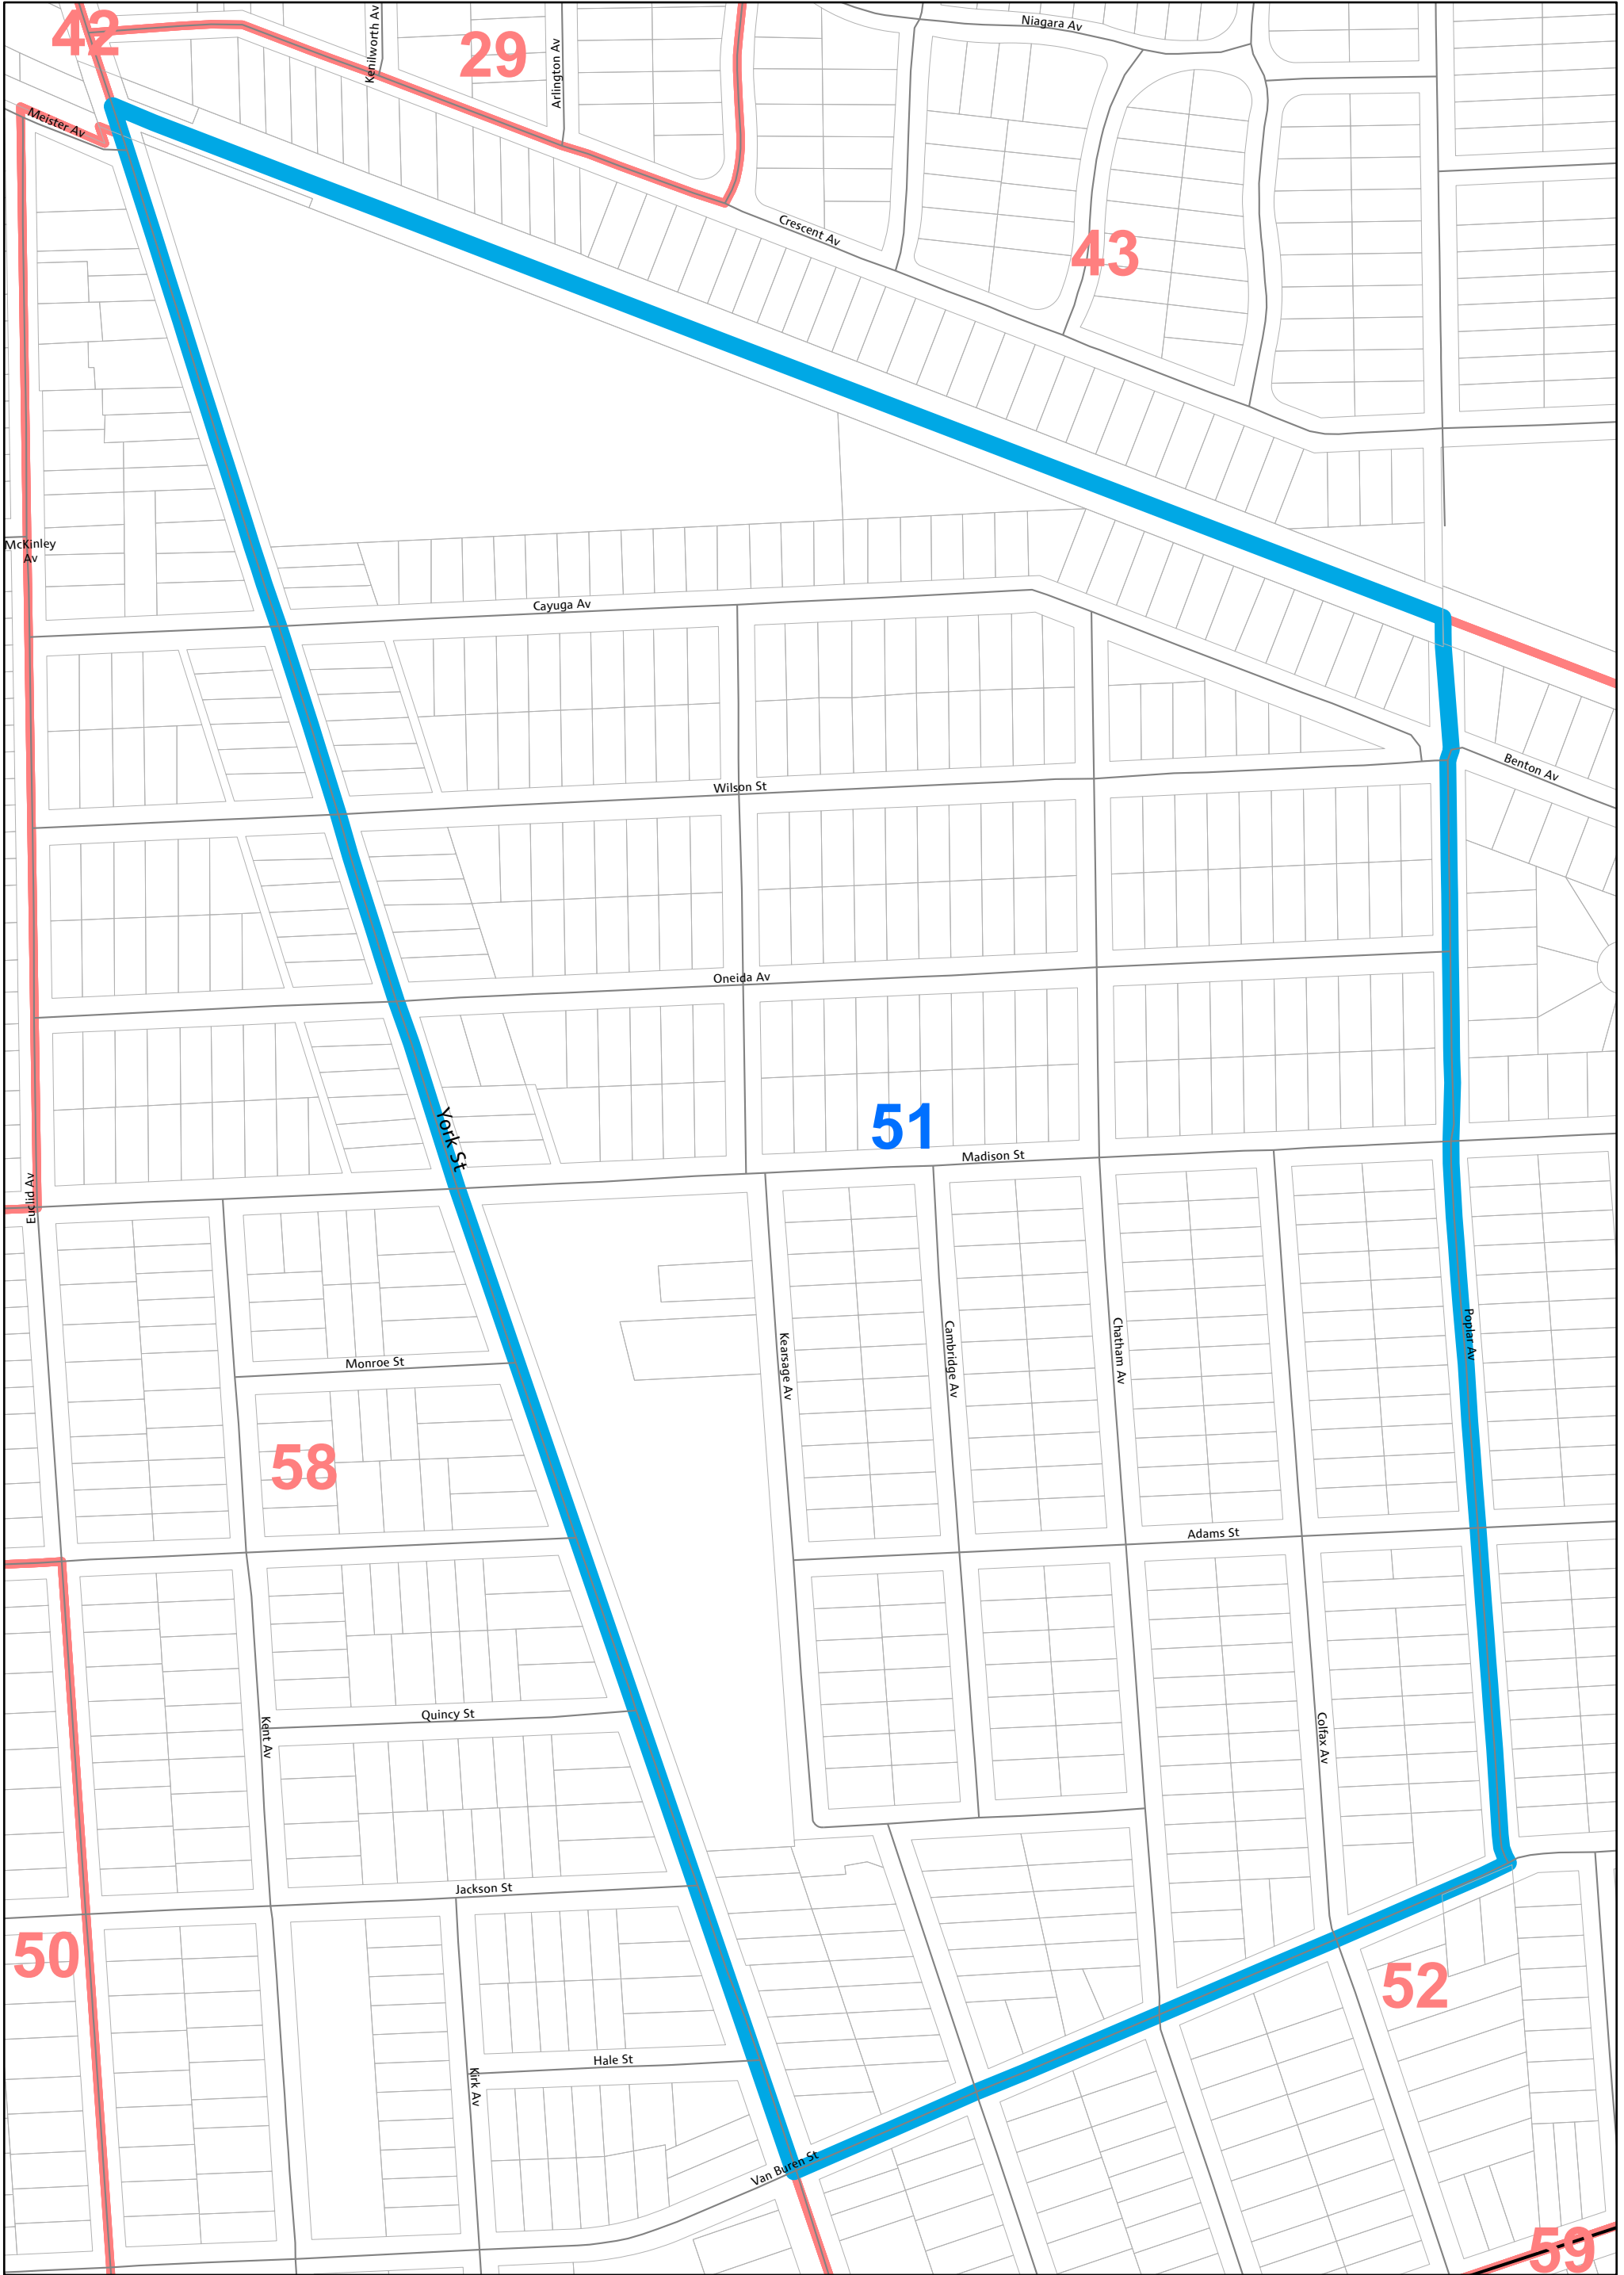 Niagara Av
Kenilworth Av
42
29
Arlington Av
Meister Av
Crescent Av
43
McKinley
Av
Cayuga Av
Benton Av
Wilson St
Oneida Av
51
York St
Madison St
Euclid Av
Kearsage Av
Cambridge Av
Chatham Av
Poplar Av
Monroe St
58
Adams St
Quincy St
Kent Av
Colfax Av
Jackson St
50
52
Hale St
Kirk Av
Van Buren St
59